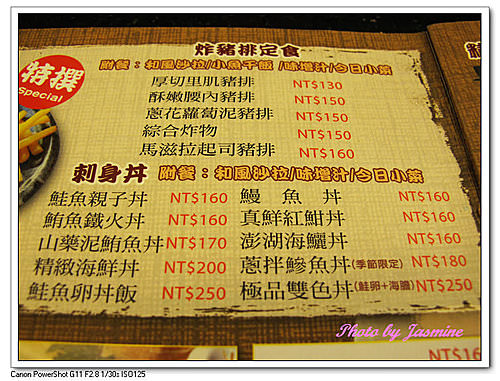 炸豬排定食
特撰
Special
附餐:和風沙拉/小魚干飯/味增汁/今日小菜
厚切里肌豬排 NT$130
酥嫩腰內豬排 NT$150
蔥花蘿蔔泥豬排 NT$150
綜合炸物 NT$150
馬滋拉起司豬排 NT$160
刺身丼 附餐:和風沙拉/味增汁/今日小菜
鮭魚親子丼 NT$160 鰻魚丼 NT$160
鮪魚鐵火丼 NT$160 真鮮紅魽丼 NT$160
山藥泥鮪魚丼 NT$170 澎湖海鱺丼 NT$160
精緻海鮮丼 NT$200 蔥拌鰺魚丼(季節限定) NT$180
鮭魚卵丼飯 NT$250 極品雙色丼(鮭卵+海膽) NT$250
Photo by Jasmine
Canon PowerShot G11 F2.8 1/30s ISO125